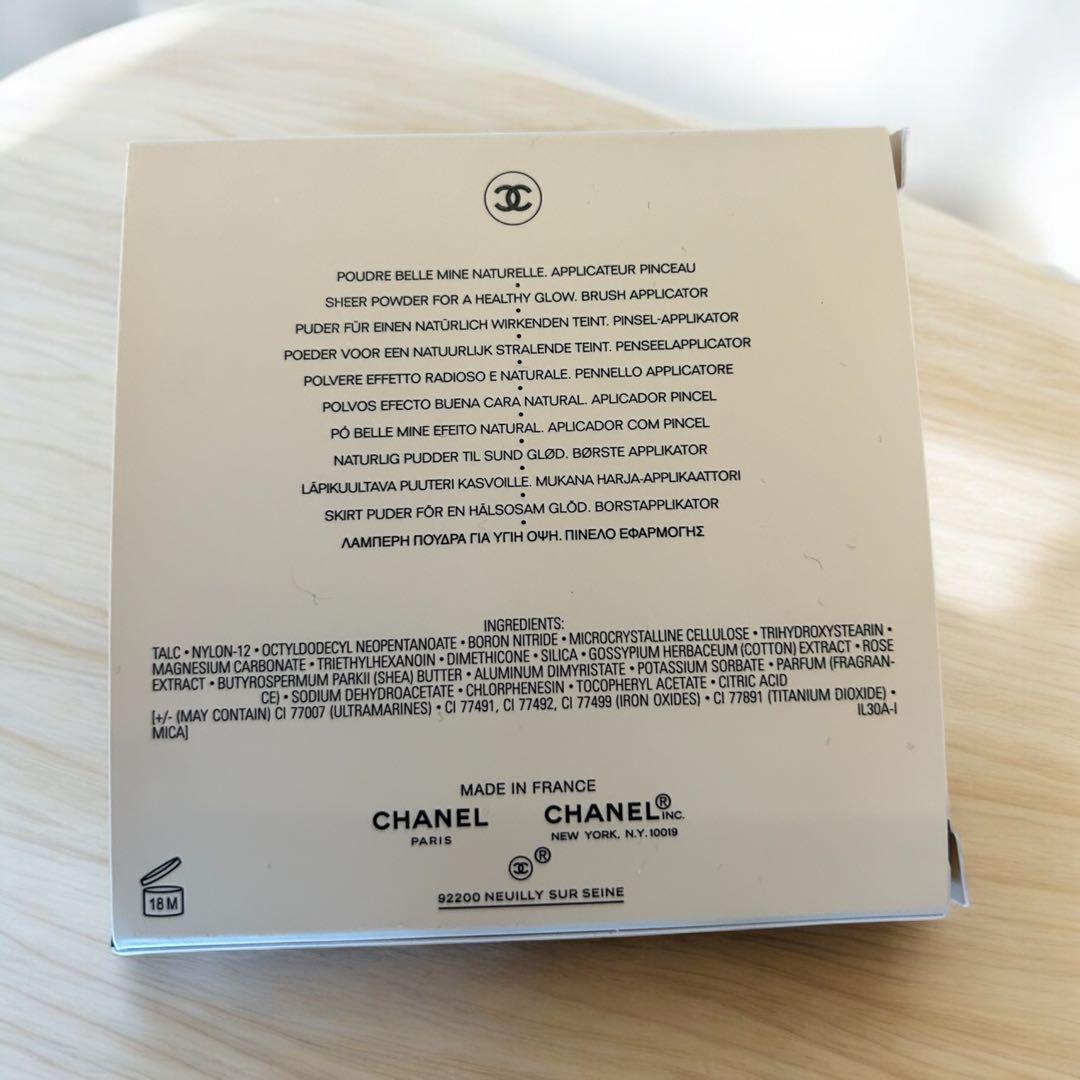 POUDRE BELLE MINE NATURELLE. APPLICATEUR PINCEAU
SHEER POWDER FOR A HEALTHY GLOW. BRUSH APPLICATOR
PUDER FÜR EINEN NATÜRLICH WIRKENDEN TEINT. PINSEL-APPLIKATOR
POEDER VOOR EEN NATUURLIJK STRALENDE TEINT. PENSEELAPPLICATOR
POLVERE EFFETTO RADIOSO E NATURALE. PENNELLO APPLICATORE
POLVOS EFECTO BUENA CARA NATURAL. APLICADOR PINCEL
PÓ BELLE MINE EFEITO NATURAL. APLICADOR COM PINCEL
NATURLIG PUDDER TIL SUND GLØD. BØRSTE APPLIKATOR
LÄPIKUULTAVA PUUTERI KASVOILLE. MUKANA HARJA-APPLIKAATTORI
SKIRT PUDER FÖR EN HÄLSOSAM GLÖD. BORSTAPPLIKATOR
ΛΑΜΠΕΡΗ ΠΟΥΔΡΑ ΓΙΑ ΥΓΙΗ ΟΨΗ. ΠΙΝΕΛΟ ΕΦΑΡΜΟΓΗΣ
INGREDIENTS:
TALC • NYLON-12 • OCTYLDODECYL NEOPENTANOATE • BORON NITRIDE • MICROCRYSTALLINE CELLULOSE • TRIHYDROXYSTEARIN •
MAGNESIUM CARBONATE • TRIETHYLHEXANOIN • DIMETHICONE • SILICA • GOSSYPIUM HERBACEUM (COTTON) EXTRACT • ROSE
EXTRACT • BUTYROSPERMUM PARKII (SHEA) BUTTER • ALUMINUM DIMYRISTATE • POTASSIUM SORBATE • PARFUM (FRAGRAN-
CE) • SODIUM DEHYDROACETATE • CHLORPHENESIN • TOCOPHERYL ACETATE • CITRIC ACID
[+/- (MAY CONTAIN) CI 77007 (ULTRAMARINES) • CI 77491, CI 77492, CI 77499 (IRON OXIDES) • CI 77891 (TITANIUM DIOXIDE) •
MICA] IL30A-I
MADE IN FRANCE
CHANEL CHANEL® INC.
PARIS NEW YORK, N.Y. 10019
®
92200 NEUILLY SUR SEINE
18 M